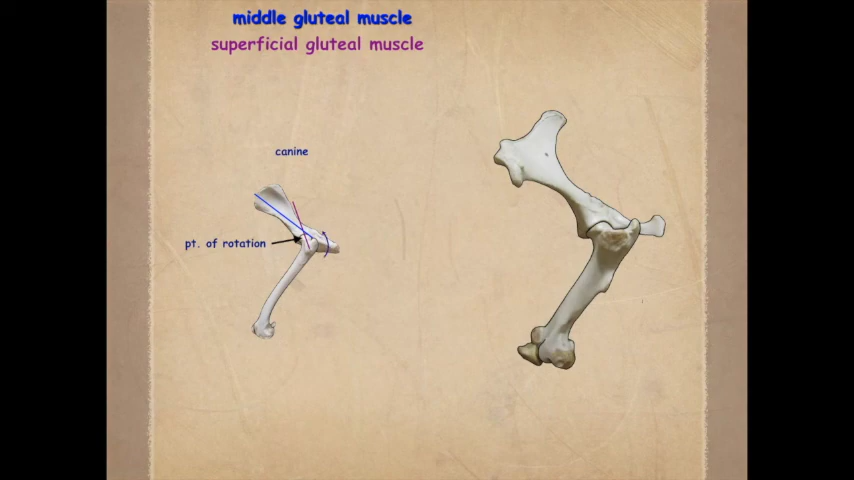 middle gluteal muscle
superficial gluteal muscle
canine
pt. of rotation